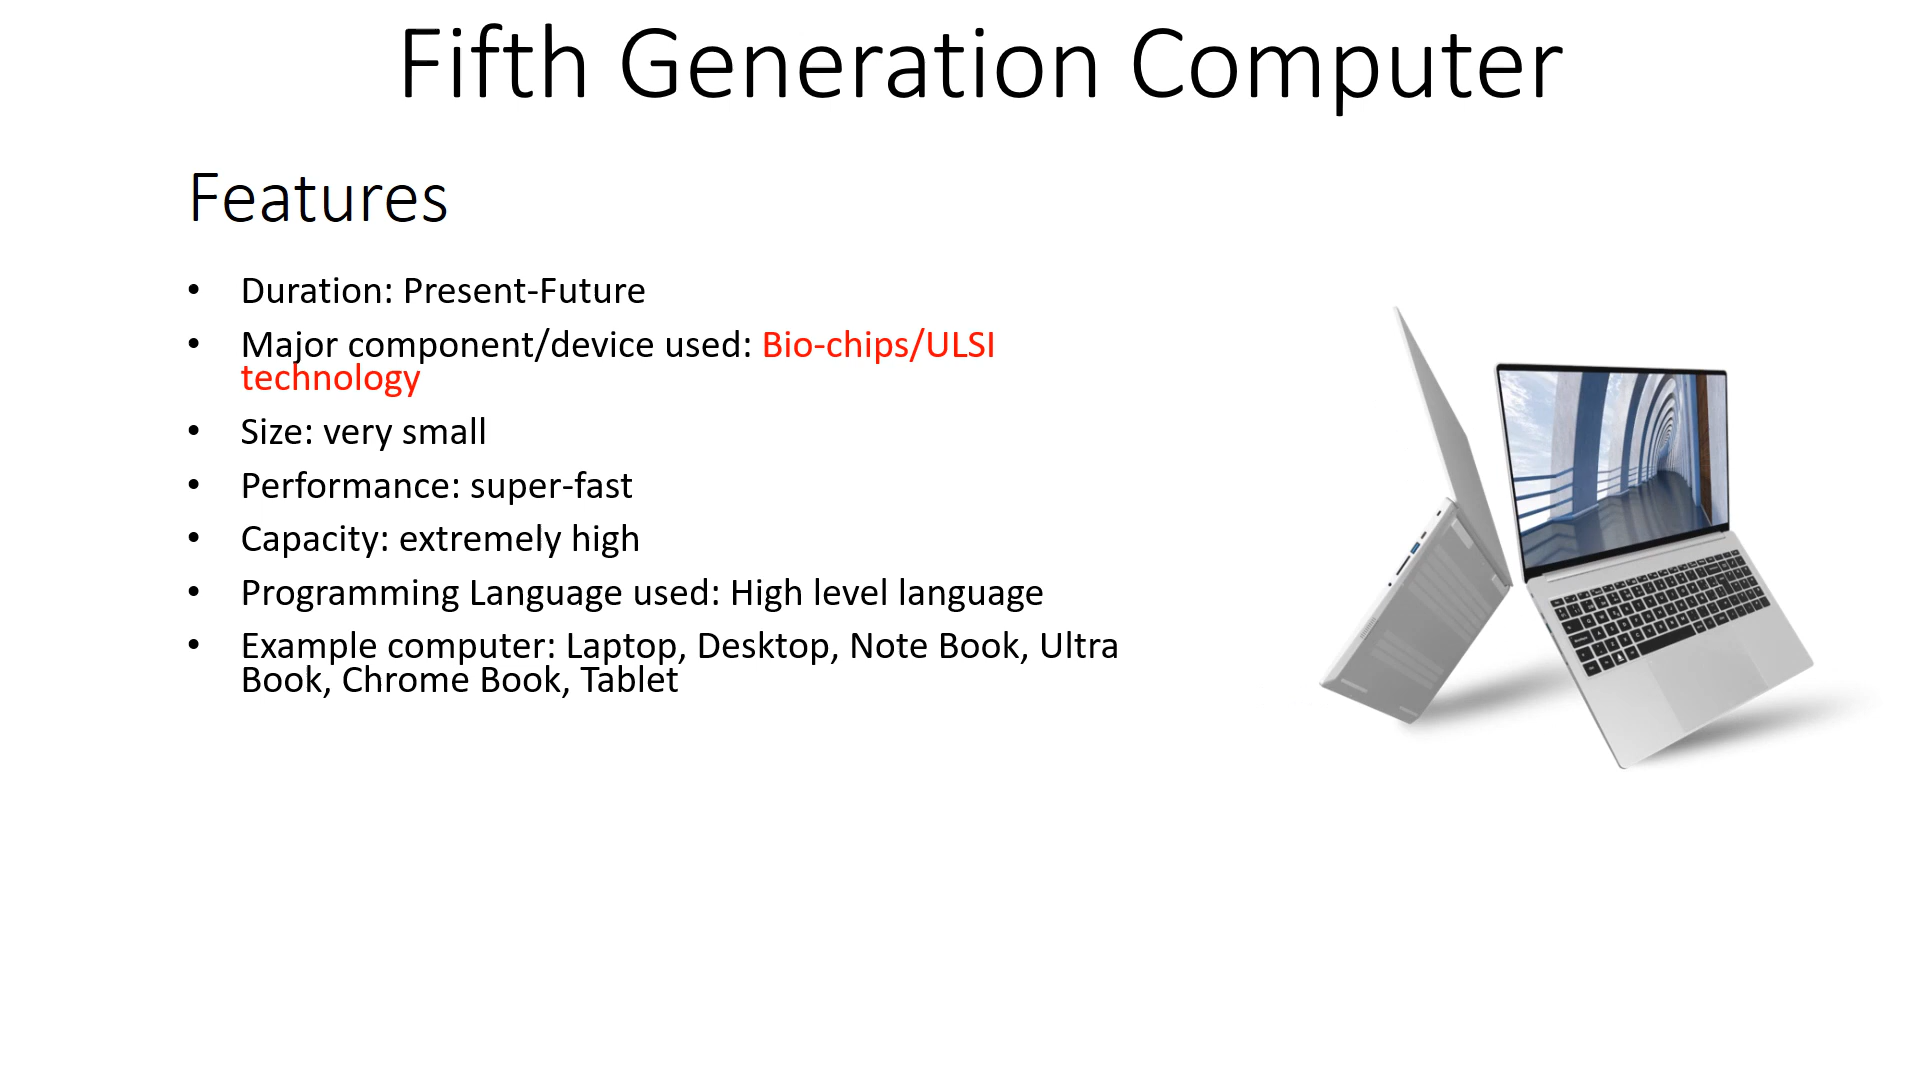 Fifth Generation Computer
Features
• Duration: Present-Future
• Major component/device used: Bio-chips/ULSI
technology
• Size: very small
• Performance: super-fast
• Capacity: extremely high
• Programming Language used: High level language
• Example computer: Laptop, Desktop, Note Book, Ultra
Book, Chrome Book, Tablet